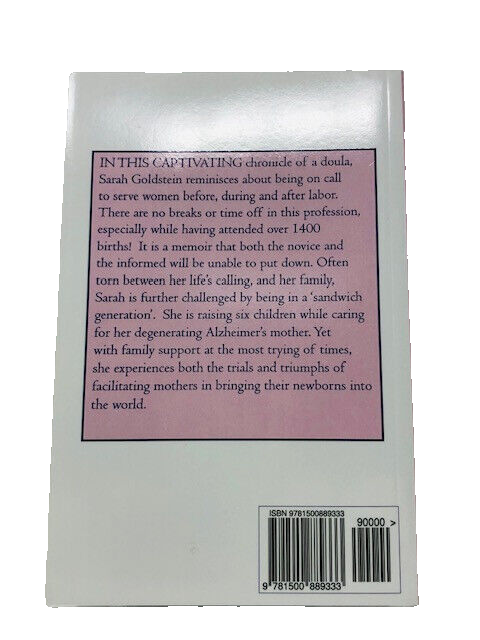 IN THIS CAPTIVATING chronicle of a doula,
Sarah Goldstein reminisces about being on call
to serve women before, during and after labor.
There are no breaks or time off in this profession,
especially while having attended over 1400
births! It is a memoir that both the novice and
the informed will be unable to put down. Often
torn between her life's calling, and her family,
Sarah is further challenged by being in a 'sandwich
generation'. She is raising six children while caring
for her degenerating Alzheimer's mother. Yet
with family support at the most trying of times,
she experiences both the trials and triumphs of
facilitating mothers in bringing their newborns into
the world.
ISBN 9781500889333
90000 >
9 781500 889333